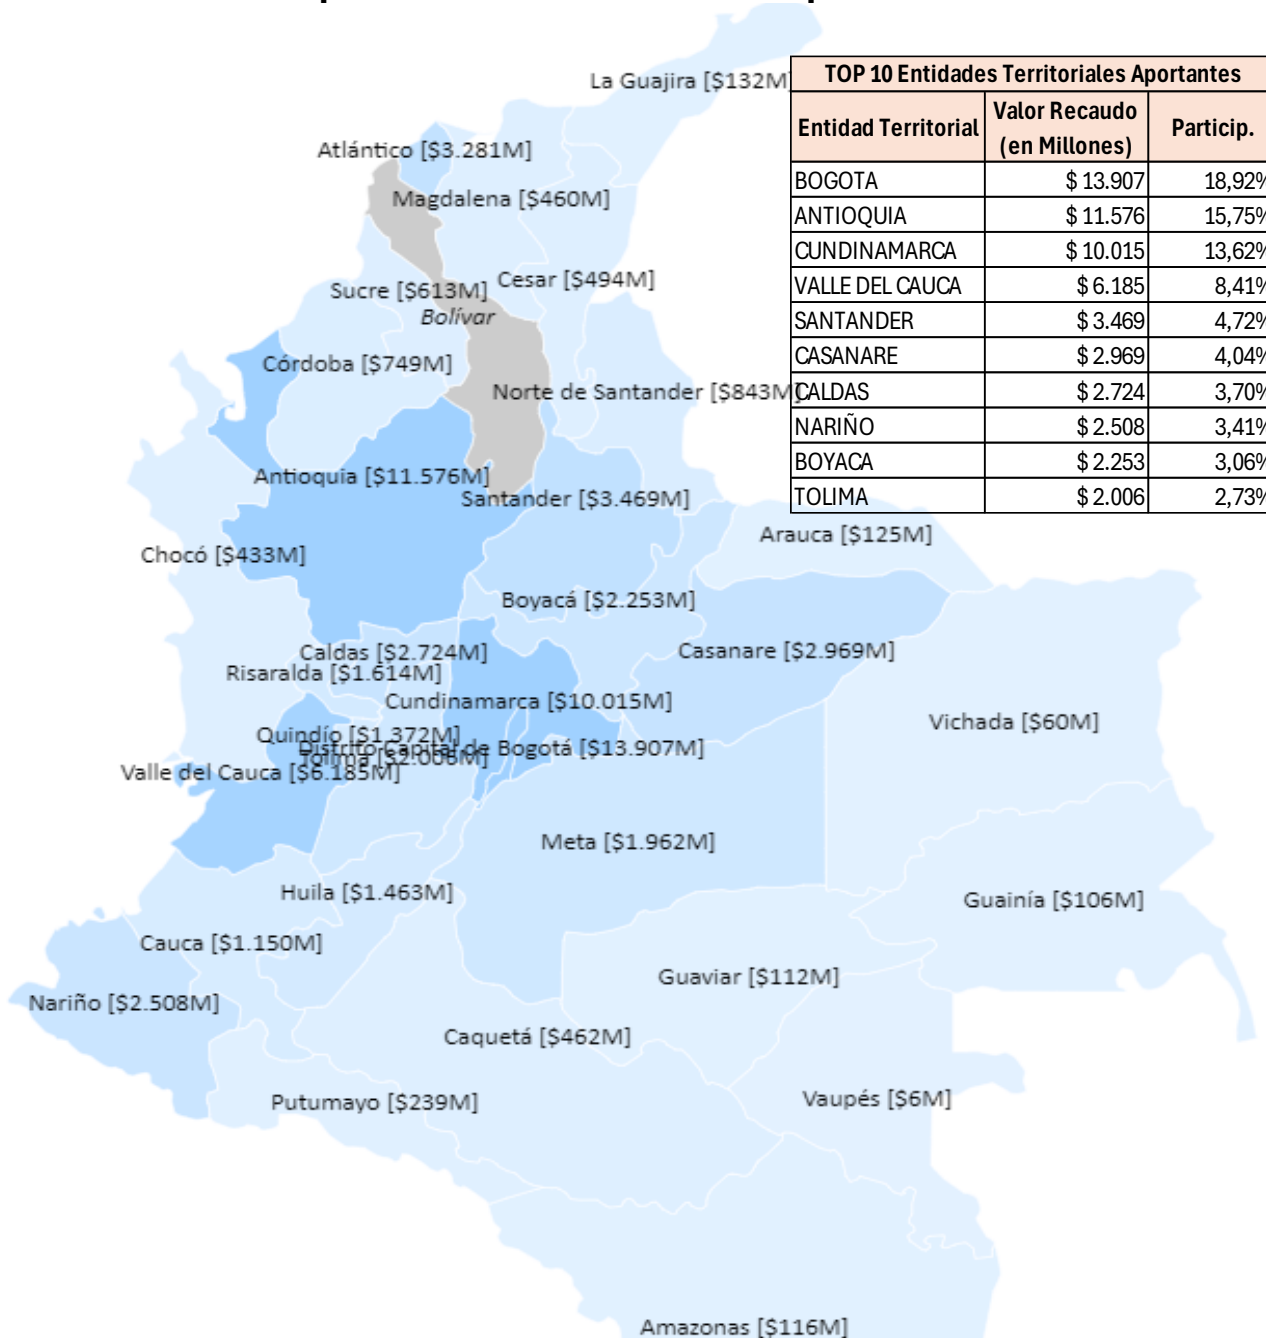 La Guajira [$132M]
TOP 10 Entidades Territoriales Aportantes
Entidad Territorial Valor Recaudo (en Millones) Particip.
BOGOTA $ 13.907 18,92%
ANTIOQUIA $ 11.576 15,75%
CUNDINAMARCA $ 10.015 13,62%
VALLE DEL CAUCA $ 6.185 8,41%
SANTANDER $ 3.469 4,72%
CASANARE $ 2.969 4,04%
CALDAS $ 2.724 3,70%
NARIÑO $ 2.508 3,41%
BOYACA $ 2.253 3,06%
TOLIMA $ 2.006 2,73%
Atlántico [$3.281M]
Magdalena [$460M]
Cesar [$494M]
Sucre [$613M]
Bolívar
Córdoba [$749M]
Norte de Santander [$843M]
Antioquia [$11.576M]
Santander [$3.469M]
Arauca [$125M]
Chocó [$433M]
Boyacá [$2.253M]
Caldas [$2.724M]
Casanare [$2.969M]
Risaralda [$1.614M]
Cundinamarca [$10.015M]
Vichada [$60M]
Quindío [$1.372M]
Distrito Capital de Bogotá [$13.907M]
Tolima [$2.006M]
Valle del Cauca [$6.185M]
Meta [$1.962M]
Huila [$1.463M]
Guainía [$106M]
Cauca [$1.150M]
Guaviar [$112M]
Nariño [$2.508M]
Caquetá [$462M]
Putumayo [$239M]
Vaupés [$6M]
Amazonas [$116M]